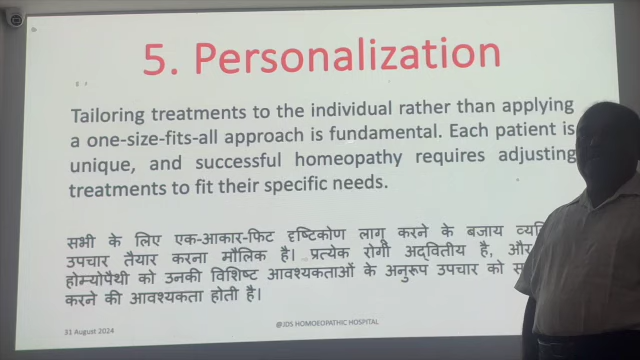 5. Personalization
Tailoring treatments to the individual rather than applying
a one-size-fits-all approach is fundamental. Each patient is
unique, and successful homeopathy requires adjusting
treatments to fit their specific needs.
सभी के लिए एक-आकार-फिट दृष्टिकोण लागू करने के बजाय
उपचार तैयार करना मौलिक है। प्रत्येक रोगी अद्वितीय है, और
होम्योपैथी को उनकी विशिष्ट आवश्यकताओं के अनुरूप उपचार को
करने की आवश्यकता होती है।
31 August 2024
@JDS HOMOEOPATHIC HOSPITAL